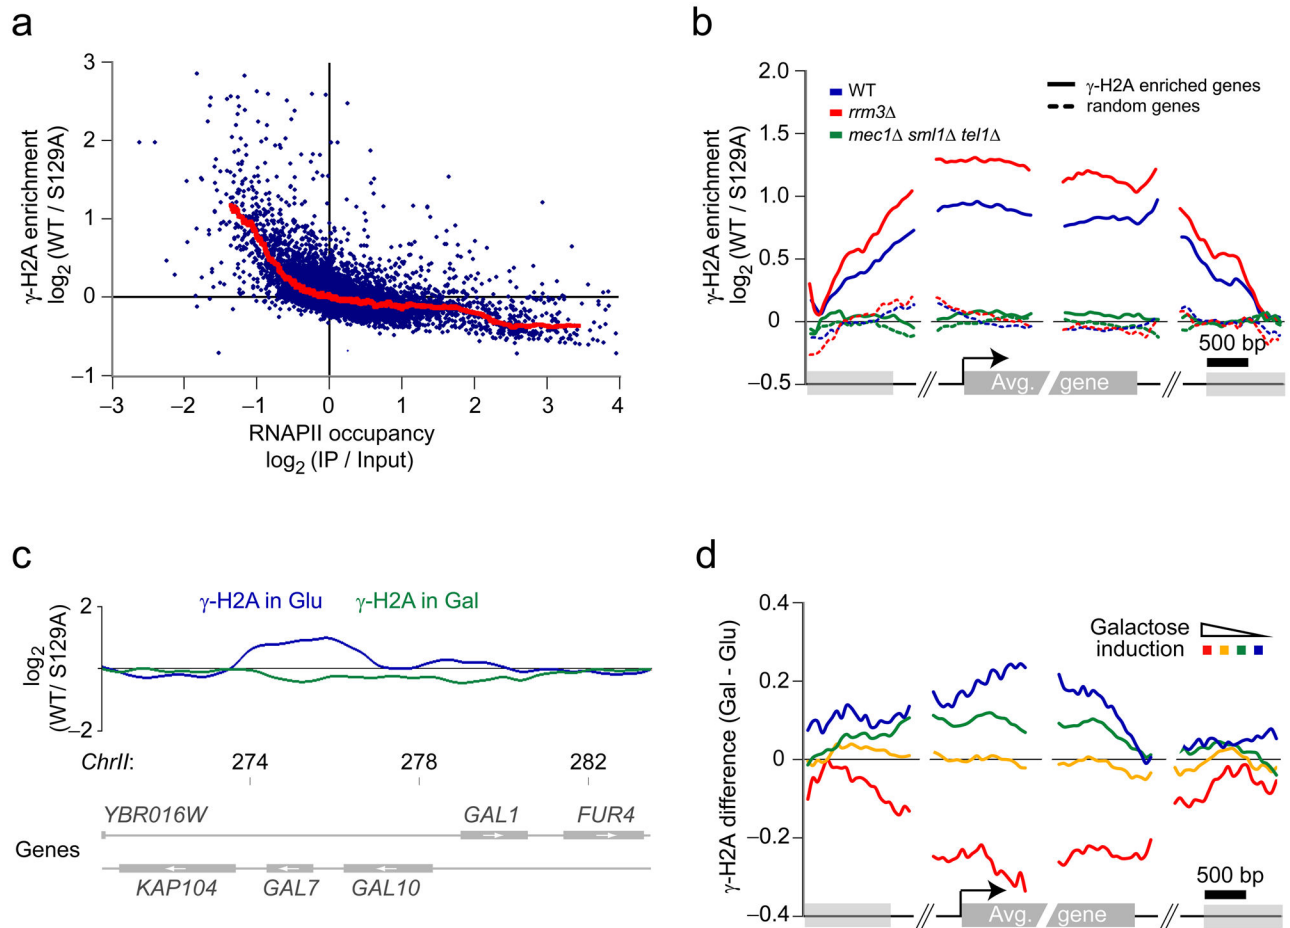 a
γ-H2A enrichment
log2 (WT / S129A)
3
2
1
0
−1
−3
−2
−1
0
1
2
3
4
RNAPII occupancy
log2 (IP / Input)
b
γ-H2A enrichment
log2 (WT / S129A)
2.0
1.5
1.0
0.5
0
−0.5
WT
rrm3Δ
mec1Δ sml1Δ tel1Δ
γ-H2A enriched genes
random genes
500 bp
Avg. gene
c
log2
(WT/ S129A)
2
0
−2
γ-H2A in Glu
γ-H2A in Gal
ChrII:
274
278
282
YBR016W
GAL1
FUR4
Genes
KAP104
GAL7
GAL10
d
γ-H2A difference (Gal - Glu)
0.4
0.2
0
−0.2
−0.4
Galactose
induction
500 bp
Avg. gene